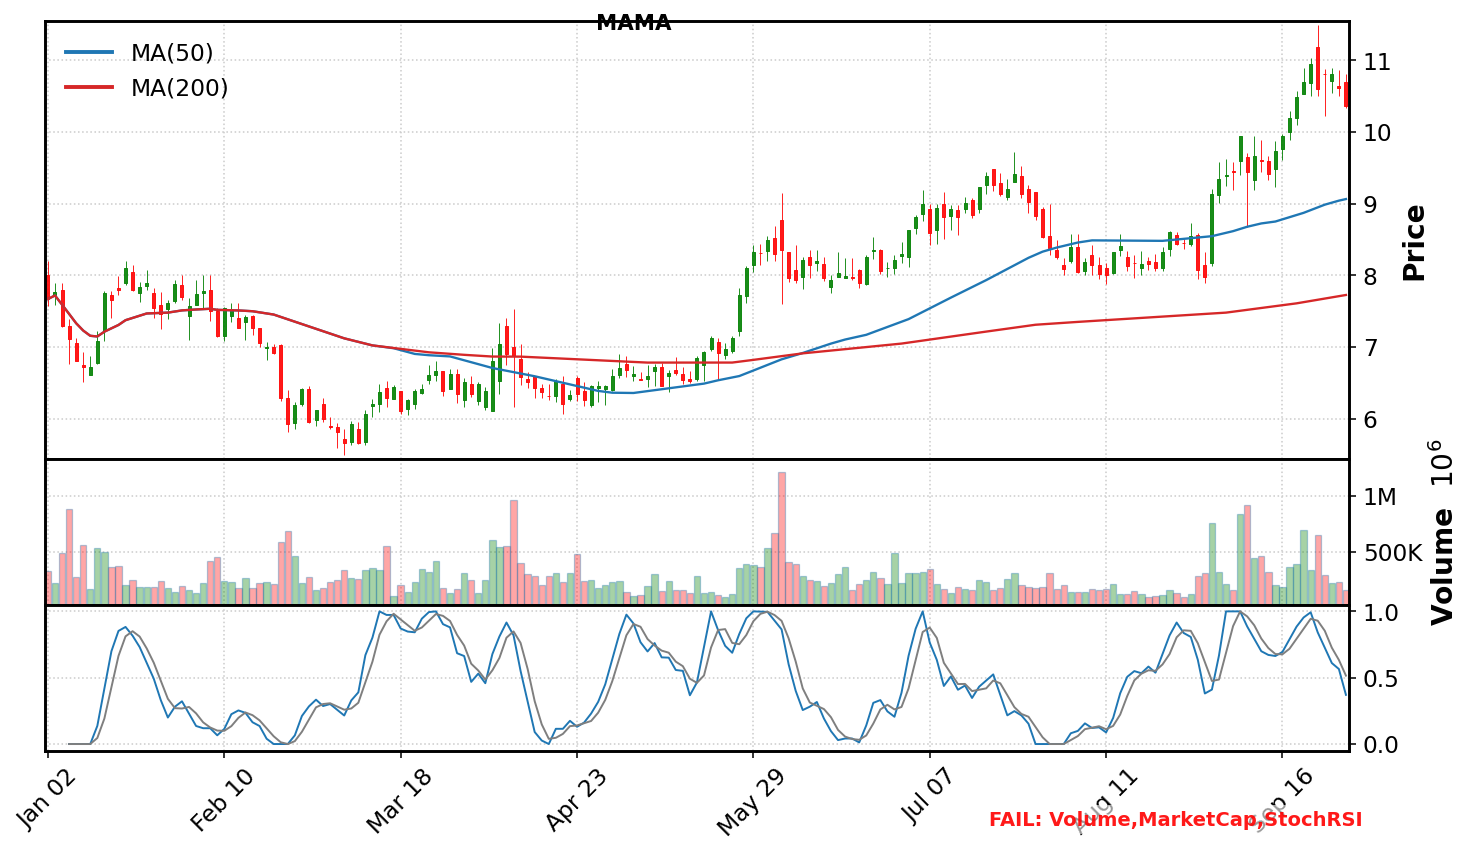 MAMA
MA(50)
MA(200)
11
10
9
8
7
6
Price
1M
500K
Volume 10^6
1.0
0.5
0.0
Jan 02
Feb 10
Mar 18
Apr 23
May 29
Jul 07
Aug 11
Sep 16
FAIL: Volume,MarketCap,StochRSI